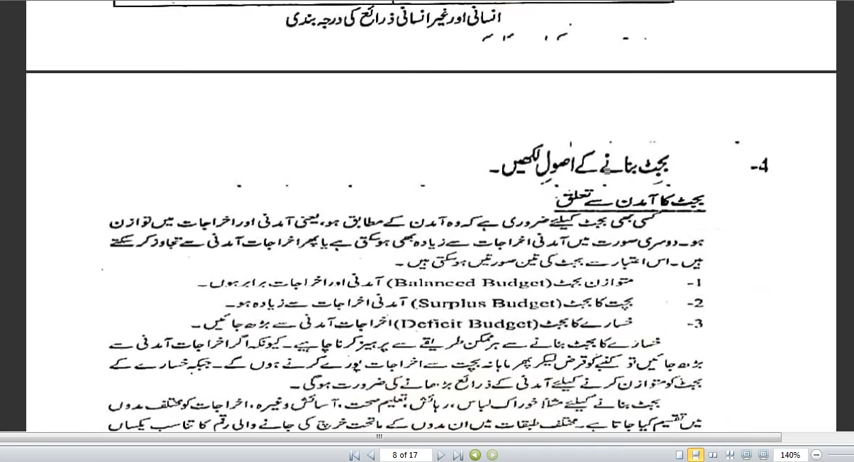 انسانی اور غیر انسانی ذرائع کی درجہ بندی
-4 بجٹ بنانے کے اصول لکھیں۔
بجٹ کا آمدن سے تعلق
کسی بھی بجٹ کیلئے ضروری ہے کہ وہ آمدن کے مطابق ہو، یعنی آمدنی اور اخراجات میں توازن
ہو۔ دوسری صورت میں آمدنی اخراجات سے زیادہ بھی ہو سکتی ہے یا پھر اخراجات آمدنی سے تجاوز کر سکتے
ہیں۔ اس اعتبار سے بجٹ کی تین صورتیں ہو سکتی ہیں۔
-1 متوازن بجٹ (Balanced Budget) آمدنی اور اخراجات برابر ہوں۔
-2 بچت کا بجٹ (Surplus Budget) آمدنی اخراجات سے زیادہ ہو۔
-3 خسارے کا بجٹ (Deficit Budget) اخراجات آمدنی سے بڑھ جائیں۔
خسارے کا بجٹ بنانے سے ہر ممکن طریقے سے پرہیز کرنا چاہیے۔ کیونکہ اگر اخراجات آمدنی سے
بڑھ جائیں تو کنبے کو قرض لیکر پھر ماہانہ بچت سے اخراجات پورے کرنے ہوں گے۔ جبکہ خسارے کے
بجٹ کو متوازن کرنے کیلئے آمدنی کے ذرائع بڑھانے کی ضرورت ہوگی۔
بجٹ بنانے کیلئے مثلاً خوراک لباس، رہائش، تعلیم صحت، آسائش وغیرہ، اخراجات کو مختلف مدوں
میں تقسیم کیا جاتا ہے۔ مختلف طبقات میں ان مدوں کے ماتحت خرچ کی جانے والی رقم کا تناسب یکساں
8 of 17
140%